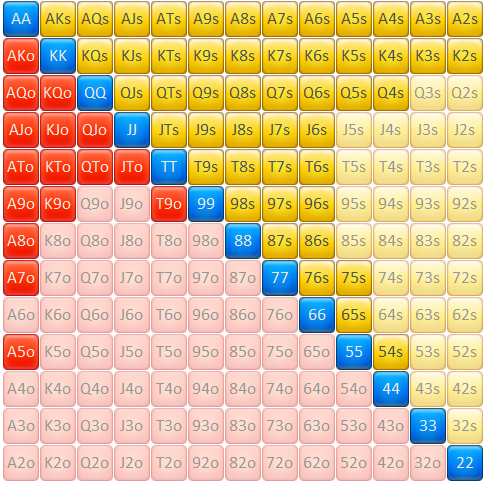 AA AKs AQs AJs ATs A9s A8s A7s A6s A5s A4s A3s A2s
AKo KK KQs KJs KTs K9s K8s K7s K6s K5s K4s K3s K2s
AQo KQo QQ QJs QTs Q9s Q8s Q7s Q6s Q5s Q4s Q3s Q2s
AJo KJo QJo JJ JTs J9s J8s J7s J6s J5s J4s J3s J2s
ATo KTo QTo JTo TT T9s T8s T7s T6s T5s T4s T3s T2s
A9o K9o Q9o J9o T9o 99 98s 97s 96s 95s 94s 93s 92s
A8o K8o Q8o J8o T8o 98o 88 87s 86s 85s 84s 83s 82s
A7o K7o Q7o J7o T7o 97o 87o 77 76s 75s 74s 73s 72s
A6o K6o Q6o J6o T6o 96o 86o 76o 66 65s 64s 63s 62s
A5o K5o Q5o J5o T5o 95o 85o 75o 65o 55 54s 53s 52s
A4o K4o Q4o J4o T4o 94o 84o 74o 64o 54o 44 43s 42s
A3o K3o Q3o J3o T3o 93o 83o 73o 63o 53o 43o 33 32s
A2o K2o Q2o J2o T2o 92o 82o 72o 62o 52o 42o 32o 22